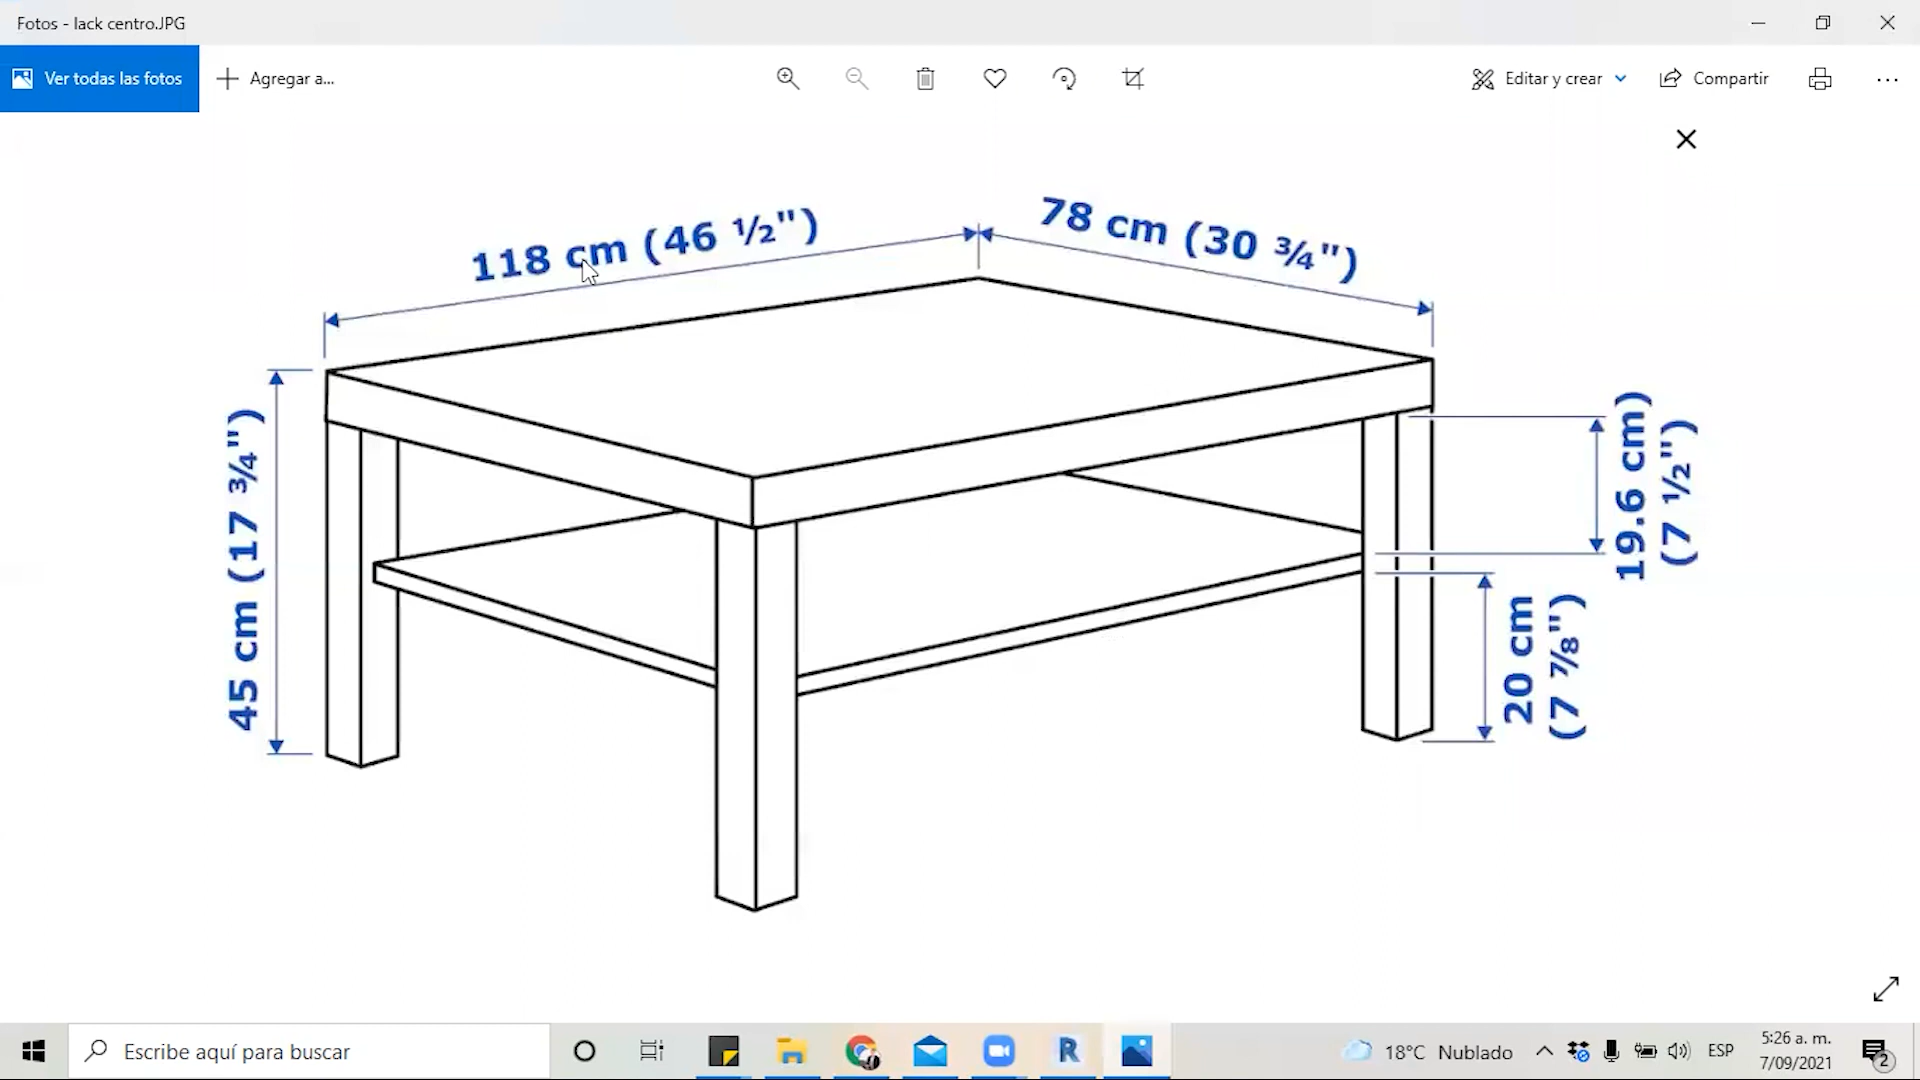 Fotos - lack centro.JPG
Ver todas las fotos
Agregar a...
Editar y crear
Compartir
118 cm (46 ½")
78 cm (30 ¾")
45 cm (17 ¾")
19.6 cm)
(7 ½")
20 cm
(7 ⅞")
Escribe aquí para buscar
R
18°C Nublado
ESP
5:26 a. m.
7/09/2021
2